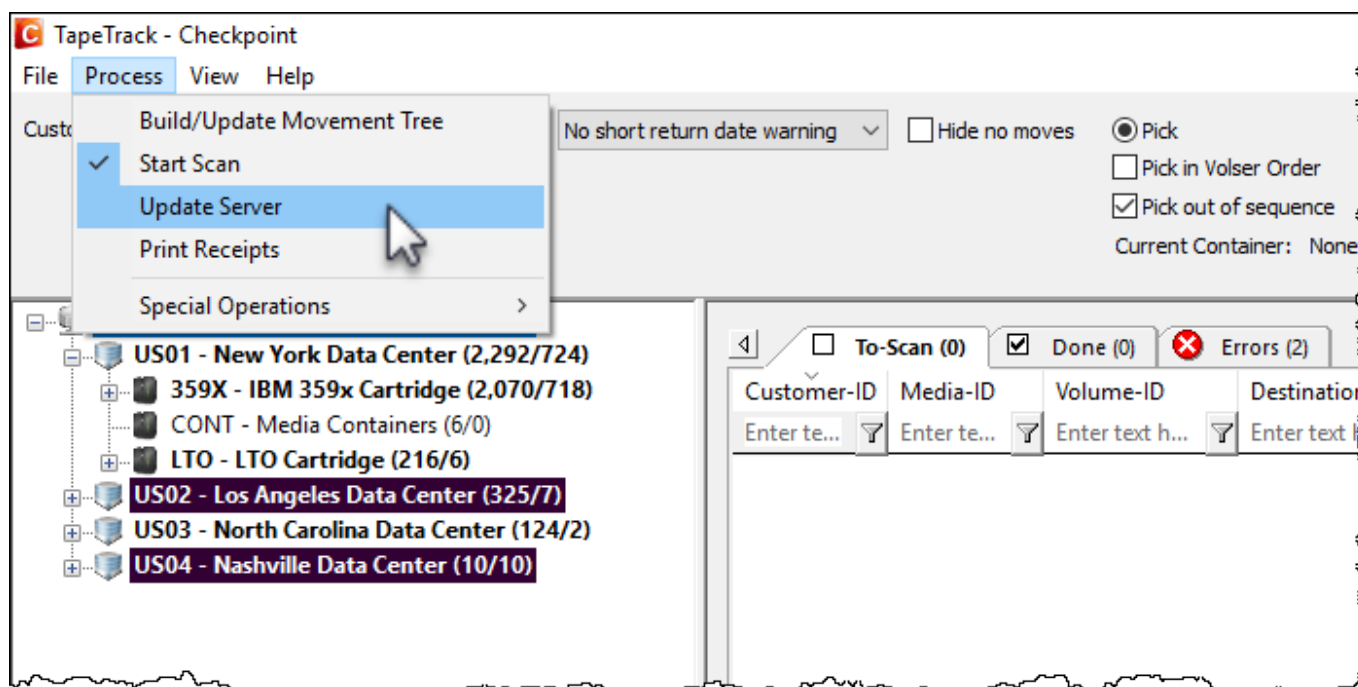 TapeTrack - Checkpoint
File Process View Help
Build/Update Movement Tree
Start Scan
Update Server
Print Receipts
Special Operations
No short return date warning
Hide no moves
Pick
Pick in Volser Order
Pick out of sequence
Current Container: None
US01 - New York Data Center (2,292/724)
359X - IBM 359x Cartridge (2,070/718)
CONT - Media Containers (6/0)
LTO - LTO Cartridge (216/6)
US02 - Los Angeles Data Center (325/7)
US03 - North Carolina Data Center (124/2)
US04 - Nashville Data Center (10/10)
To-Scan (0) Done (0) Errors (2)
Customer-ID Media-ID Volume-ID
Enter te... Enter te... Enter text h... Enter text